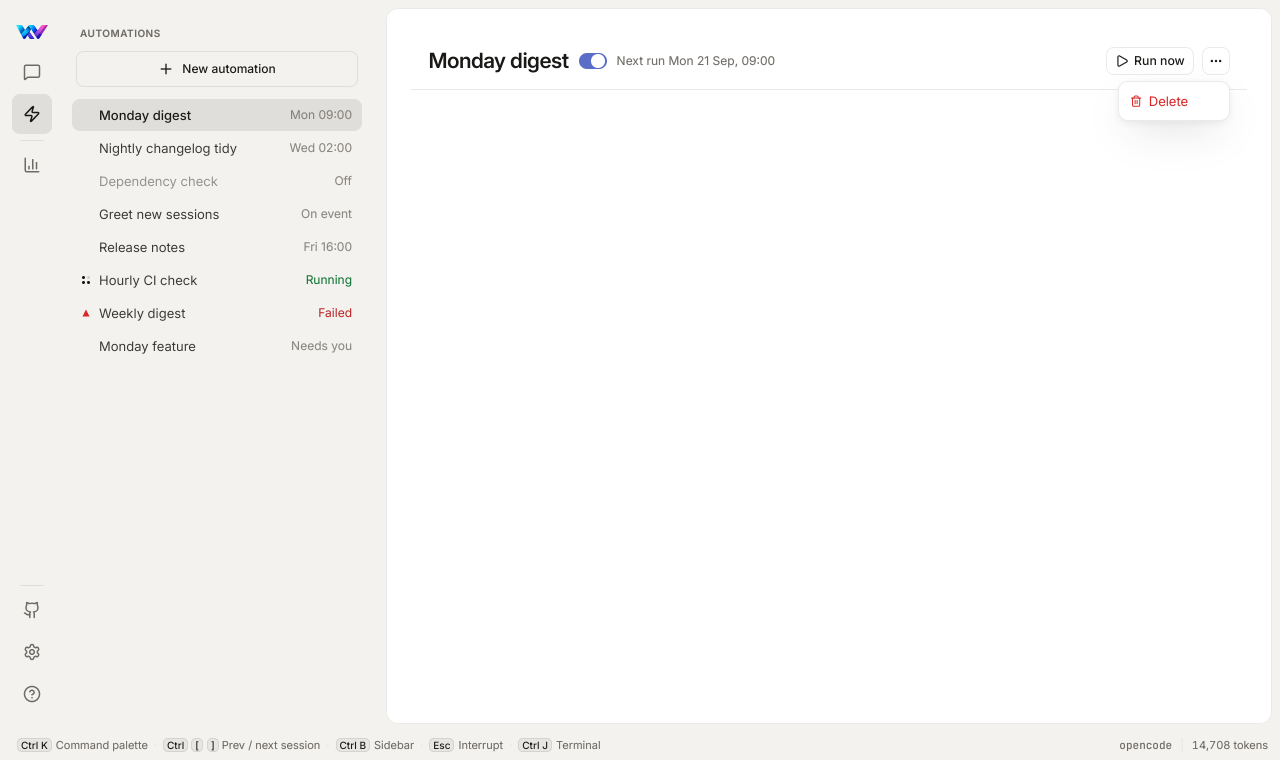 AUTOMATIONS
New automation
Monday digest Mon 09:00
Nightly changelog tidy Wed 02:00
Dependency check Off
Greet new sessions On event
Release notes Fri 16:00
Hourly CI check Running
Weekly digest Failed
Monday feature Needs you
Monday digest Next run Mon 21 Sep, 09:00 Run now
Delete
Ctrl K Command palette Ctrl [ ] Prev / next session Ctrl B Sidebar Esc Interrupt Ctrl J Terminal opencode 14,708 tokens